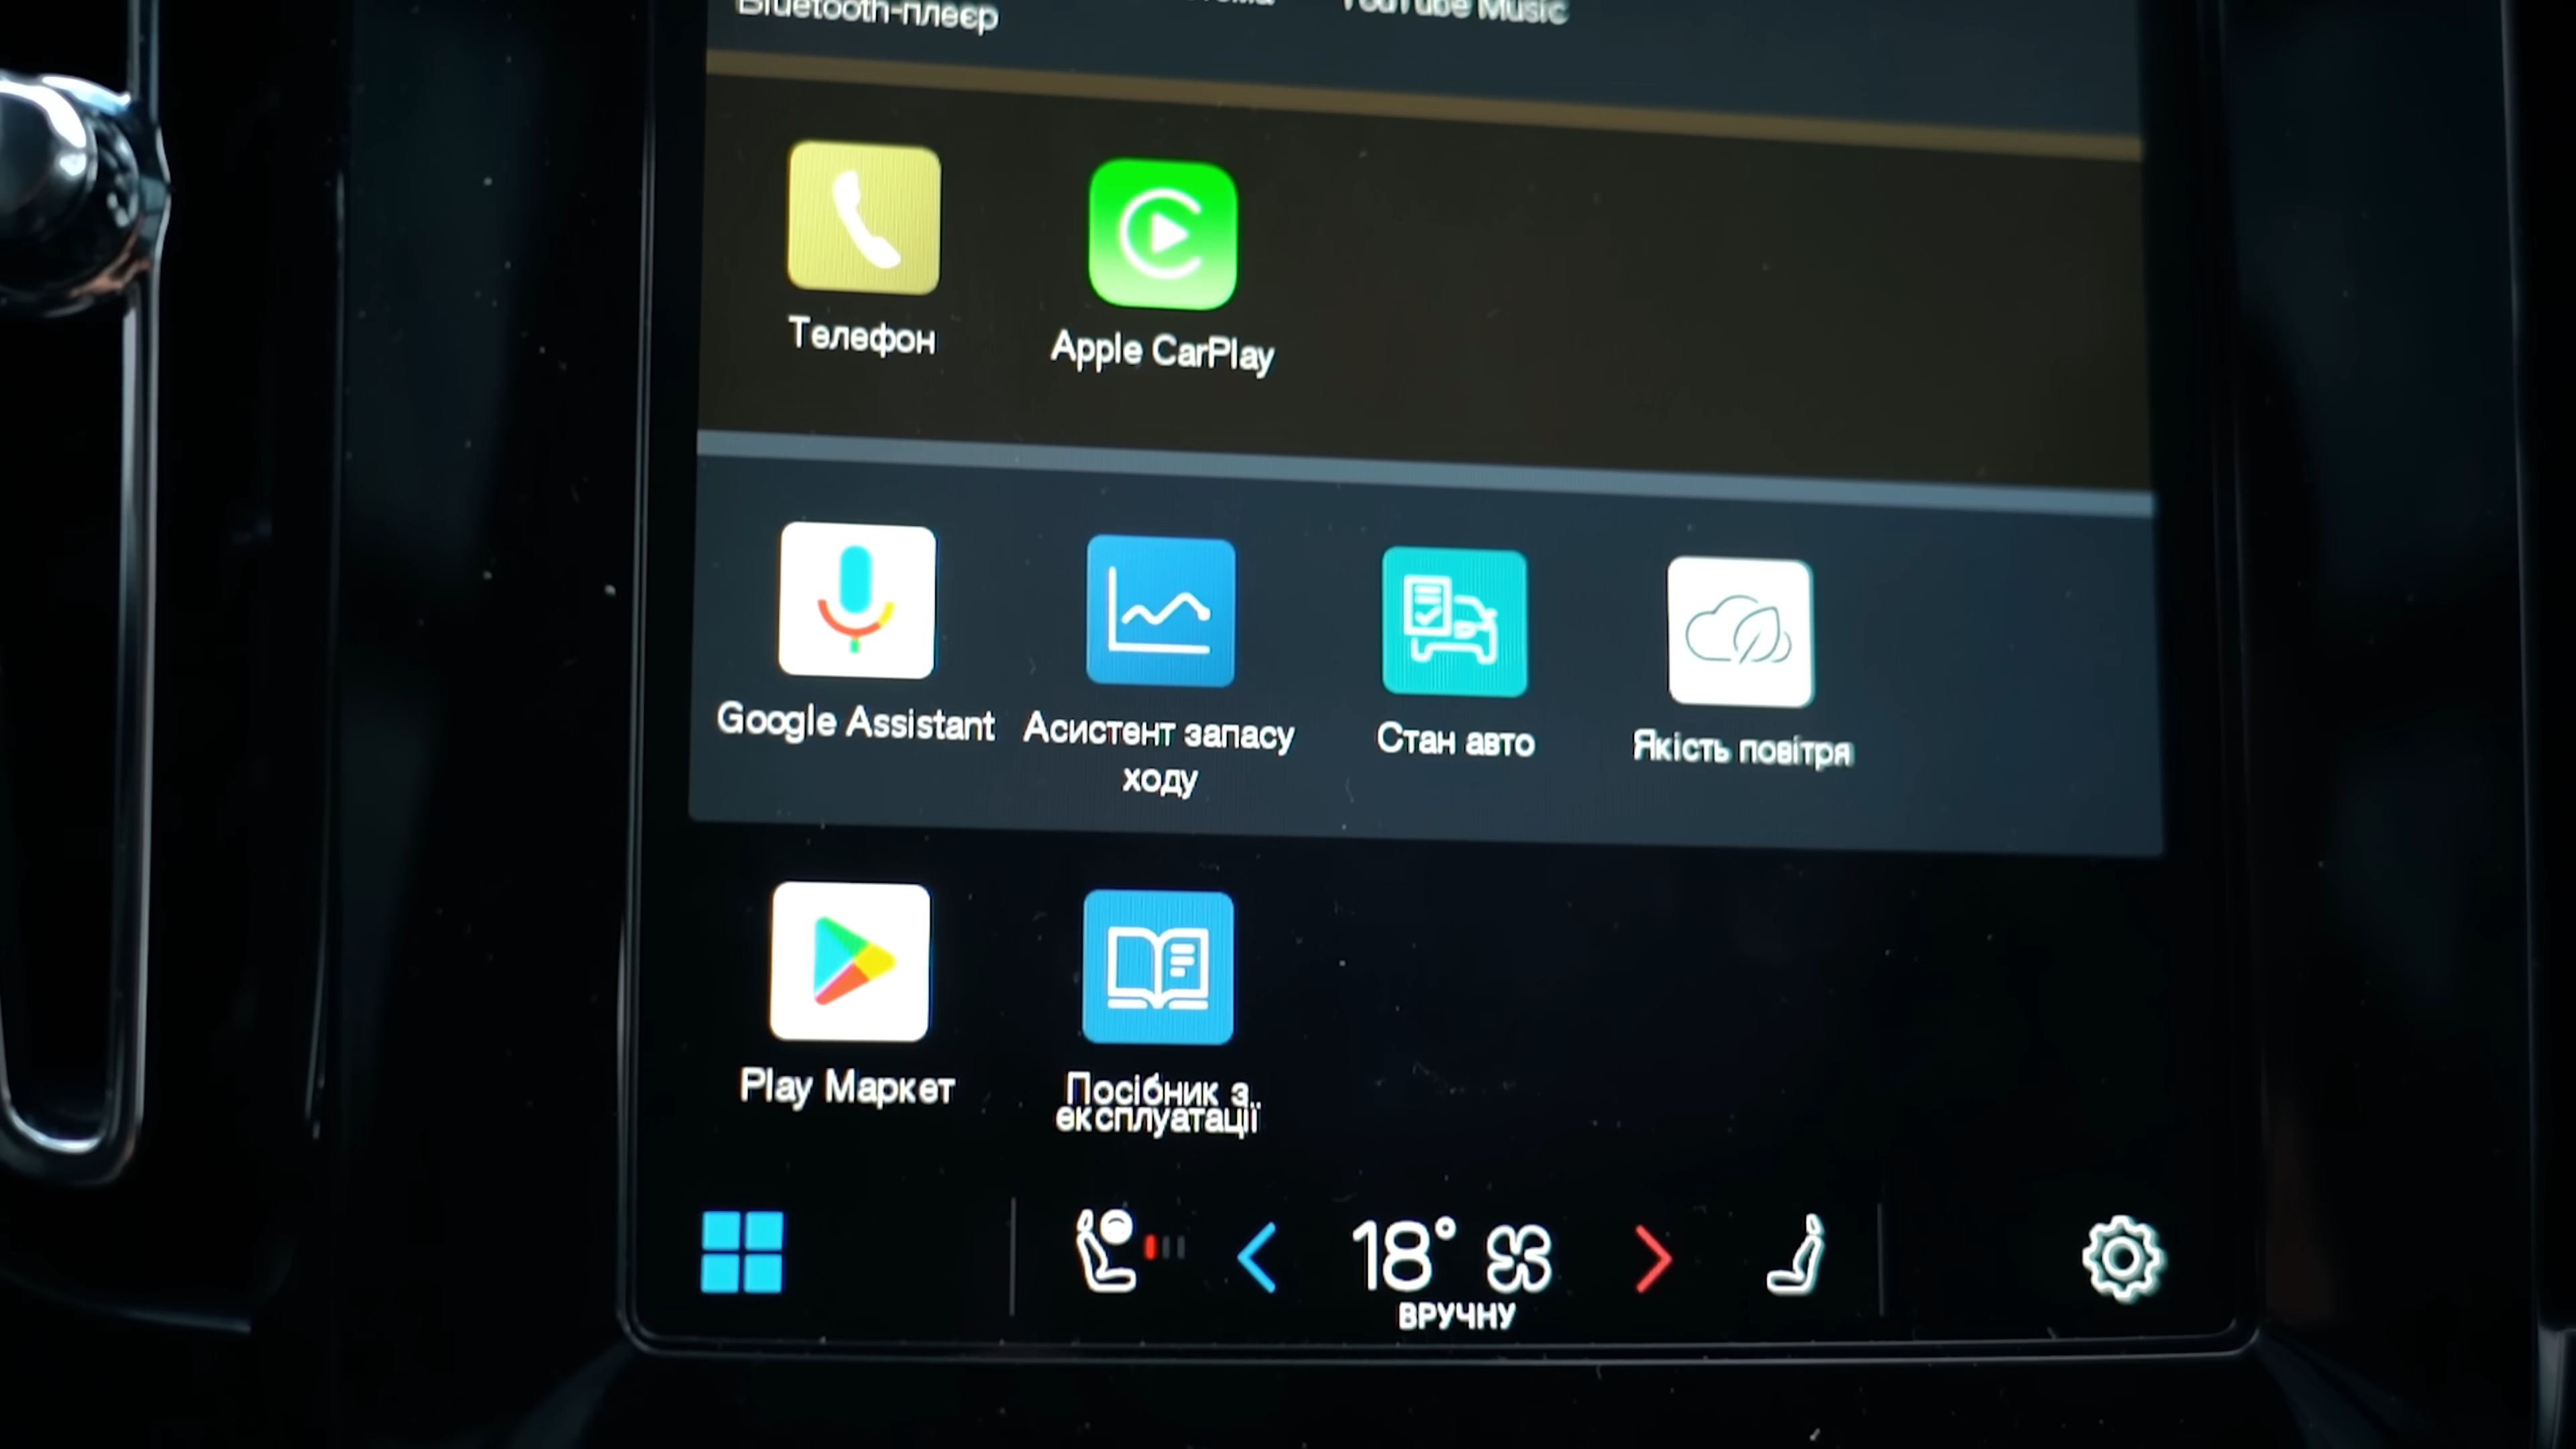 Bluetooth-плеєр
YouTube Music
Телефон
Apple CarPlay
Google Assistant
Асистент запасу
ходу
Стан авто
Якість повітря
Play Маркет
Посібник з
експлуатації
18°
ВРУЧНУ